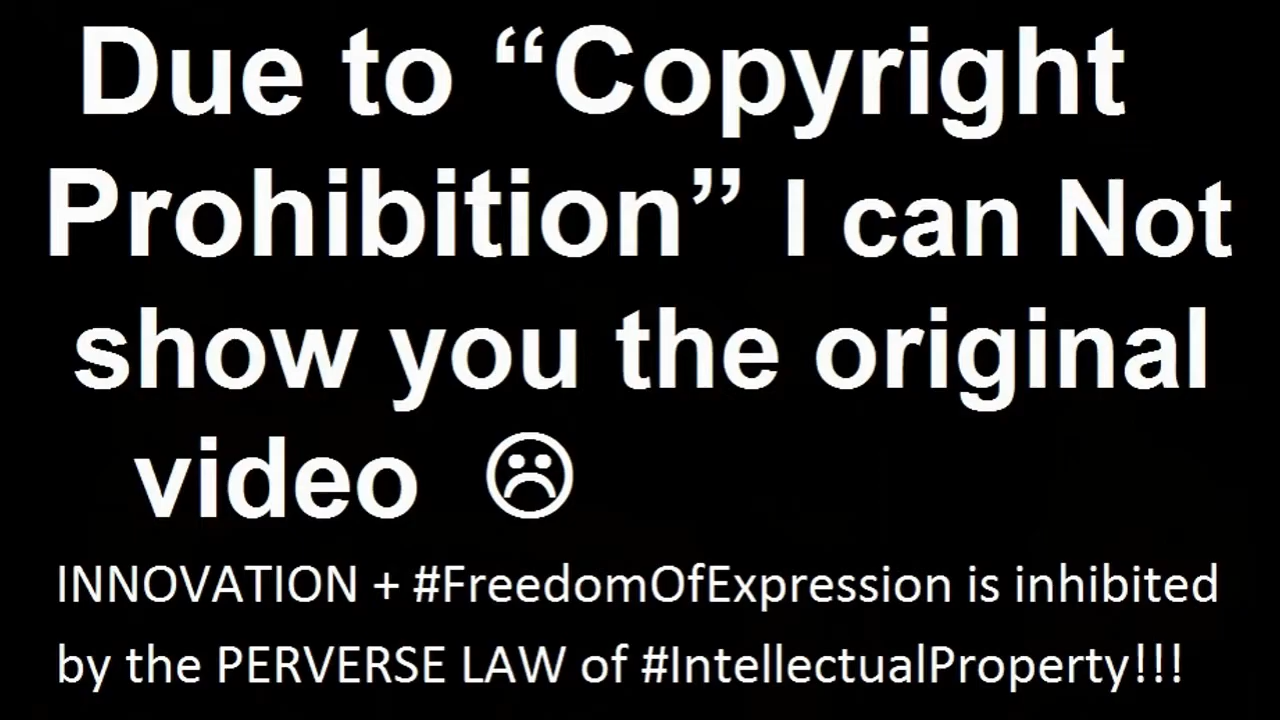 Due to “Copyright
Prohibition” I can Not
show you the original
video ☹
INNOVATION + #FreedomOfExpression is inhibited
by the PERVERSE LAW of #IntellectualProperty!!!